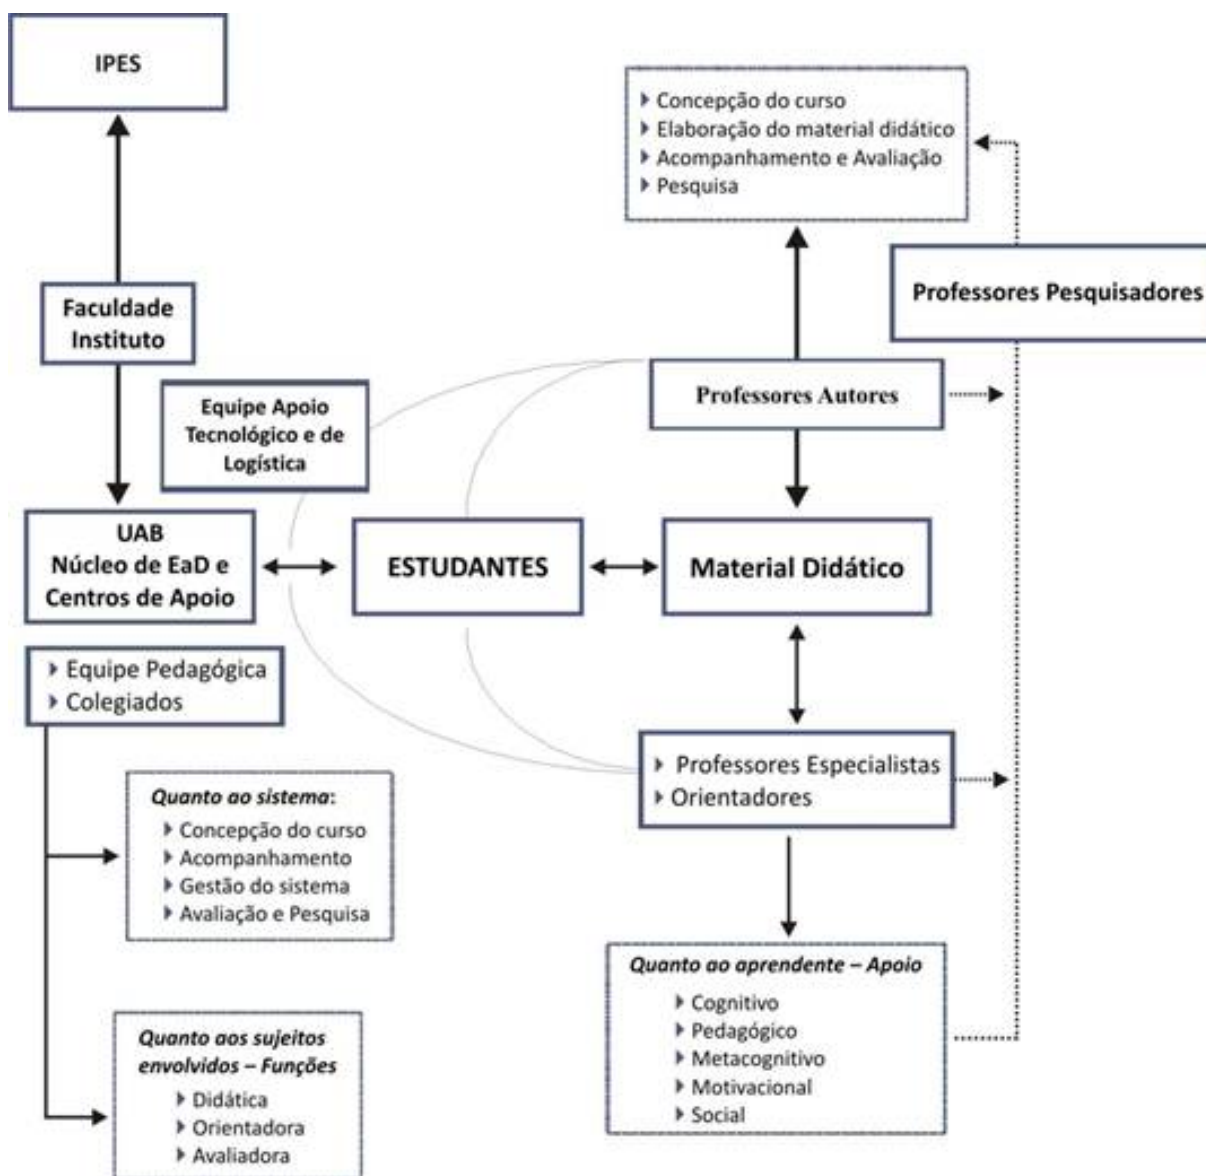 IPES
Concepção do curso
Elaboração do material didático
Acompanhamento e Avaliação
Pesquisa
Professores Pesquisadores
Faculdade
Instituto
Professores Autores
Equipe Apoio
Tecnológico e de
Logística
UAB
Núcleo de EaD e
Centros de Apoio
ESTUDANTES
Material Didático
Equipe Pedagógica
Colegiados
Professores Especialistas
Orientadores
Quanto ao sistema:
Concepção do curso
Acompanhamento
Gestão do sistema
Avaliação e Pesquisa
Quanto ao aprendente – Apoio
Cognitivo
Pedagógico
Metacognitivo
Motivacional
Social
Quanto aos sujeitos
envolvidos – Funções
Didática
Orientadora
Avaliadora